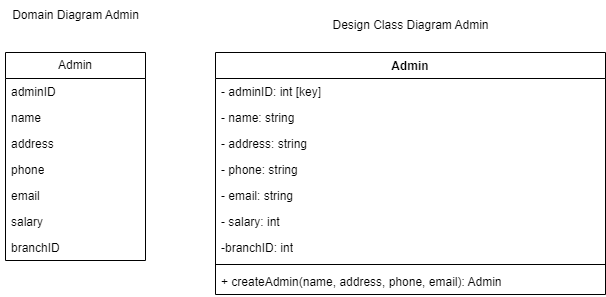 Domain Diagram Admin
Design Class Diagram Admin
Admin
adminID
name
address
phone
email
salary
branchID
Admin
- adminID: int [key]
- name: string
- address: string
- phone: string
- email: string
- salary: int
-branchID: int
+ createAdmin(name, address, phone, email): Admin